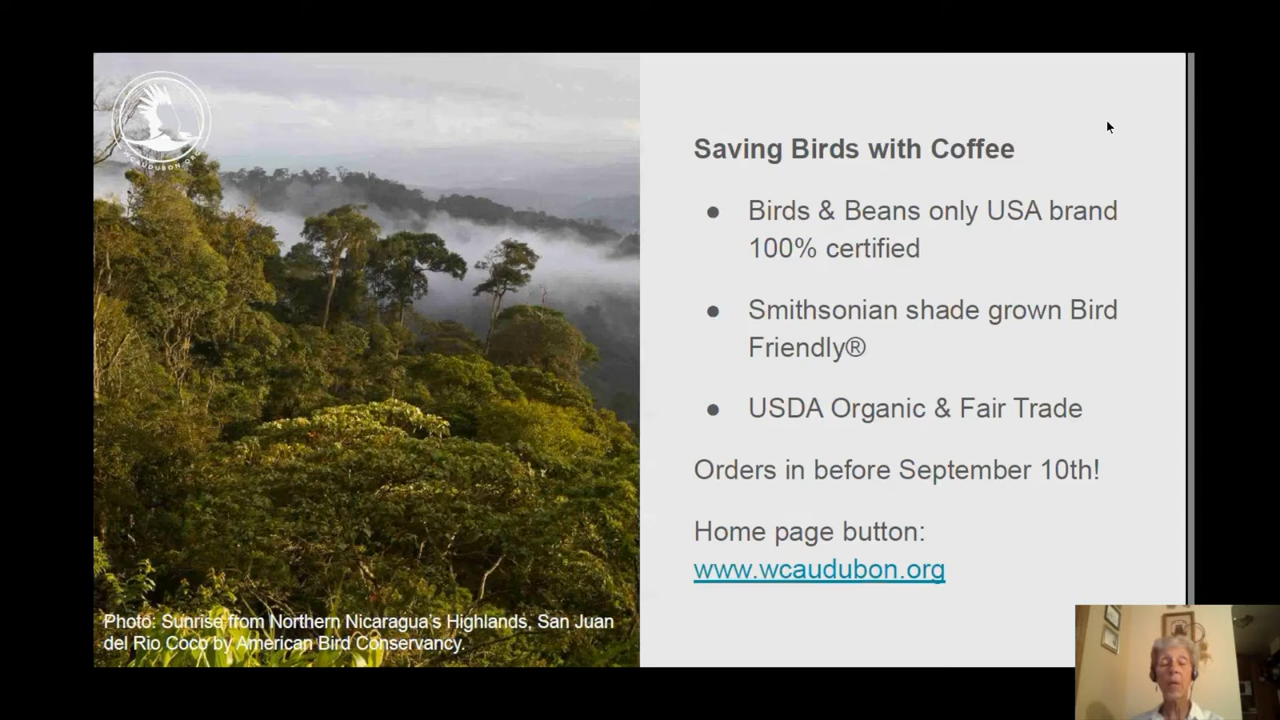 WCAUDUBON.ORG
Saving Birds with Coffee
● Birds & Beans only USA brand
100% certified
● Smithsonian shade grown Bird
Friendly®
● USDA Organic & Fair Trade
Orders in before September 10th!
Home page button:
www.wcaudubon.org
Photo: Sunrise from Northern Nicaragua's Highlands, San Juan
del Rio Coco by American Bird Conservancy.